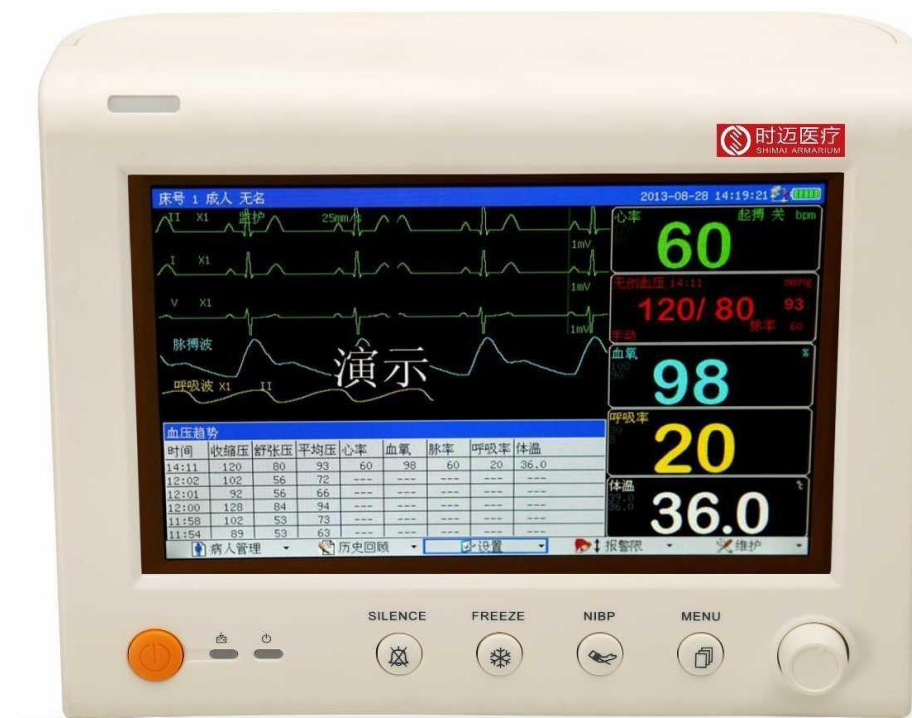 时迈医疗
SHIMAI ARMARIUM
床号 1 成人 无名
2013-08-28 14:19:21
II X1 监护 25mm/s
1mV
I X1
1mV
V X1
1mV
脉搏波
演示
呼吸波 X1 II
心率 起搏 关 bpm
60
无创血压 14:11 mmHg
120/ 80 93
手动 脉率 60
血氧 %
98
呼吸率
20
体温 ℃
39.0
36.0
36.0
血压趋势
时间 收缩压 舒张压 平均压 心率 血氧 脉率 呼吸率 体温
14:11 120 80 93 60 98 60 20 36.0
12:02 102 56 72 --- --- --- --- ---
12:01 92 56 66 --- --- --- --- ---
12:00 128 84 94 --- --- --- --- ---
11:58 102 53 73 --- --- --- --- ---
11:54 89 53 63 --- --- --- --- ---
病人管理 历史回顾 设置 报警限 维护
SILENCE FREEZE NIBP MENU